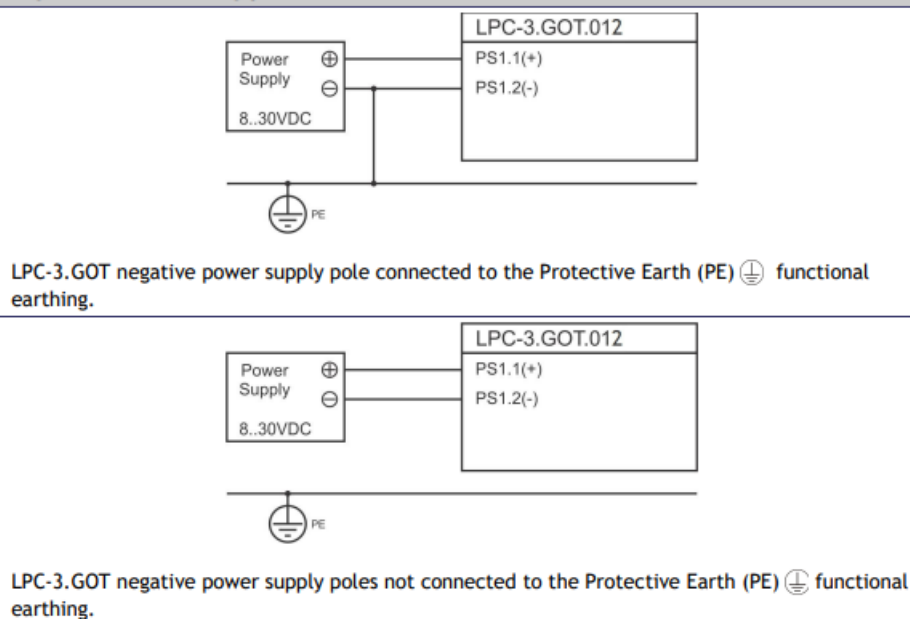 LPC-3.GOT.012
Power ⊕ PS1.1(+)
Supply ⊖ PS1.2(-)
8..30VDC
PE
LPC-3.GOT negative power supply pole connected to the Protective Earth (PE) functional
earthing.
LPC-3.GOT.012
Power ⊕ PS1.1(+)
Supply ⊖ PS1.2(-)
8..30VDC
PE
LPC-3.GOT negative power supply poles not connected to the Protective Earth (PE) functional
earthing.